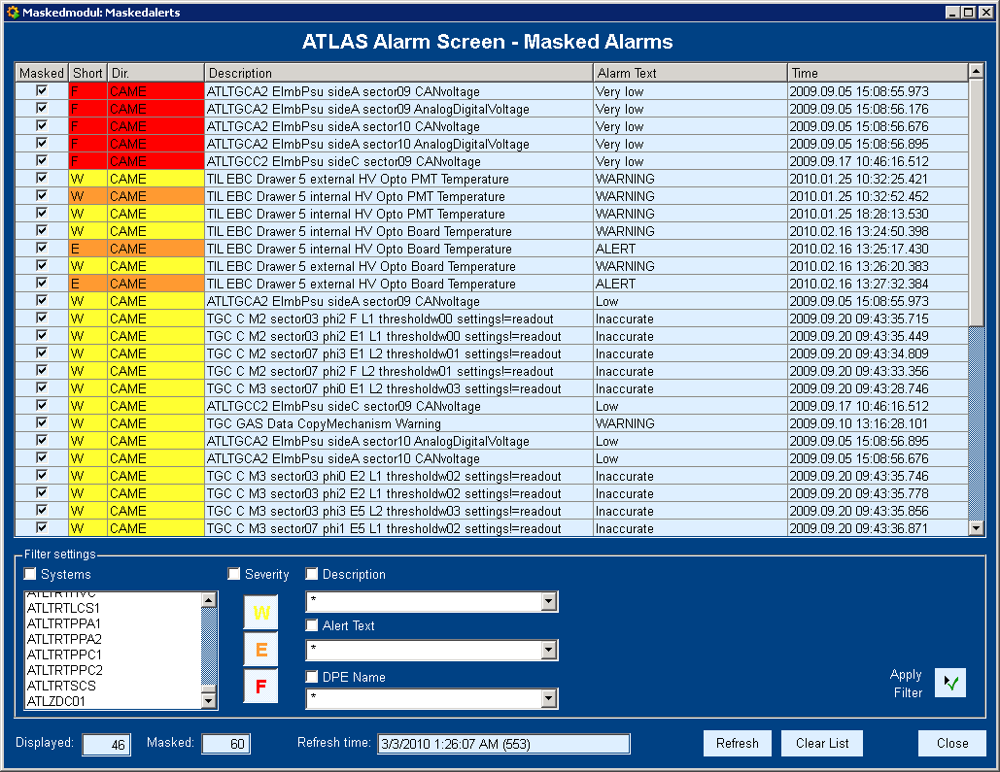 Maskedmodul: Maskedalerts
ATLAS Alarm Screen - Masked Alarms
Masked Short Dir. Description Alarm Text Time
F CAME ATLTGCA2 ElmbPsu sideA sector09 CANvoltage Very low 2009.09.05 15:08:55.973
F CAME ATLTGCA2 ElmbPsu sideA sector09 AnalogDigitalVoltage Very low 2009.09.05 15:08:56.176
F CAME ATLTGCA2 ElmbPsu sideA sector10 CANvoltage Very low 2009.09.05 15:08:56.676
F CAME ATLTGCA2 ElmbPsu sideA sector10 AnalogDigitalVoltage Very low 2009.09.05 15:08:56.895
F CAME ATLTGCC2 ElmbPsu sideC sector09 CANvoltage Very low 2009.09.17 10:46:16.512
W CAME TIL EBC Drawer 5 external HV Opto PMT Temperature WARNING 2010.01.25 10:32:25.421
W CAME TIL EBC Drawer 5 internal HV Opto PMT Temperature WARNING 2010.01.25 10:32:52.452
W CAME TIL EBC Drawer 5 internal HV Opto PMT Temperature WARNING 2010.01.25 18:28:13.530
W CAME TIL EBC Drawer 5 internal HV Opto Board Temperature WARNING 2010.02.16 13:24:50.398
E CAME TIL EBC Drawer 5 internal HV Opto Board Temperature ALERT 2010.02.16 13:25:17.430
W CAME TIL EBC Drawer 5 external HV Opto Board Temperature WARNING 2010.02.16 13:26:20.383
E CAME TIL EBC Drawer 5 external HV Opto Board Temperature ALERT 2010.02.16 13:27:32.384
W CAME ATLTGCA2 ElmbPsu sideA sector09 CANvoltage Low 2009.09.05 15:08:55.973
W CAME TGC C M2 sector03 phi2 F L1 thresholdw00 settings!=readout Inaccurate 2009.09.20 09:43:35.715
W CAME TGC C M2 sector03 phi2 E1 L1 thresholdw00 settings!=readout Inaccurate 2009.09.20 09:43:35.449
W CAME TGC C M2 sector07 phi3 E1 L2 thresholdw01 settings!=readout Inaccurate 2009.09.20 09:43:34.809
W CAME TGC C M2 sector07 phi2 F L2 thresholdw01 settings!=readout Inaccurate 2009.09.20 09:43:33.356
W CAME TGC C M3 sector07 phi0 E1 L2 thresholdw03 settings!=readout Inaccurate 2009.09.20 09:43:28.746
W CAME ATLTGCC2 ElmbPsu sideC sector09 CANvoltage Low 2009.09.17 10:46:16.512
W CAME TGC GAS Data CopyMechanism Warning WARNING 2009.09.10 13:16:28.101
W CAME ATLTGCA2 ElmbPsu sideA sector10 AnalogDigitalVoltage Low 2009.09.05 15:08:56.895
W CAME ATLTGCA2 ElmbPsu sideA sector10 CANvoltage Low 2009.09.05 15:08:56.676
W CAME TGC C M3 sector03 phi0 E2 L1 thresholdw02 settings!=readout Inaccurate 2009.09.20 09:43:35.746
W CAME TGC C M3 sector03 phi2 E2 L1 thresholdw02 settings!=readout Inaccurate 2009.09.20 09:43:35.778
W CAME TGC C M3 sector03 phi3 E5 L2 thresholdw03 settings!=readout Inaccurate 2009.09.20 09:43:35.856
W CAME TGC C M3 sector07 phi1 E5 L1 thresholdw02 settings!=readout Inaccurate 2009.09.20 09:43:36.871
Filter settings
Systems Severity Description
ATLTRTHVC
ATLTRTLCS1
ATLTRTPPA1
ATLTRTPPA2
ATLTRTPPC1
ATLTRTPPC2
ATLTRTSCS
ATLZDC01
W
E
F
*
Alert Text
*
DPE Name
*
Apply
Filter
Displayed: 46 Masked: 60 Refresh time: 3/3/2010 1:26:07 AM (553) Refresh Clear List Close